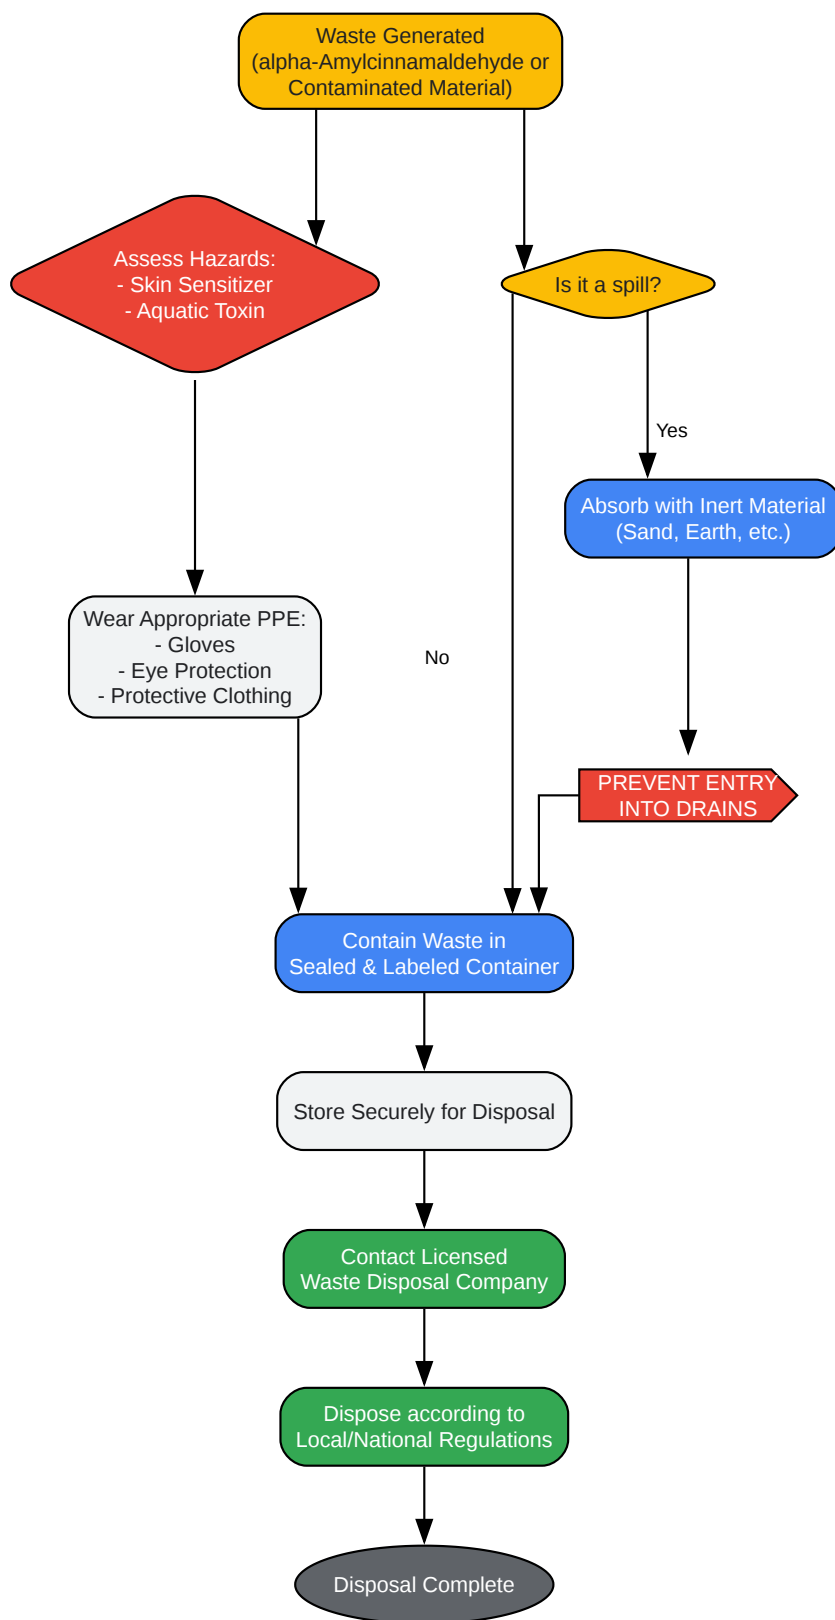 Waste Generated
(alpha-Amylcinnamaldehyde or
Contaminated Material)
Assess Hazards:
- Skin Sensitizer
- Aquatic Toxin
Is it a spill?
Yes
Absorb with Inert Material
(Sand, Earth, etc.)
Wear Appropriate PPE:
- Gloves
- Eye Protection
- Protective Clothing
No
PREVENT ENTRY
INTO DRAINS
Contain Waste in
Sealed & Labeled Container
Store Securely for Disposal
Contact Licensed
Waste Disposal Company
Dispose according to
Local/National Regulations
Disposal Complete